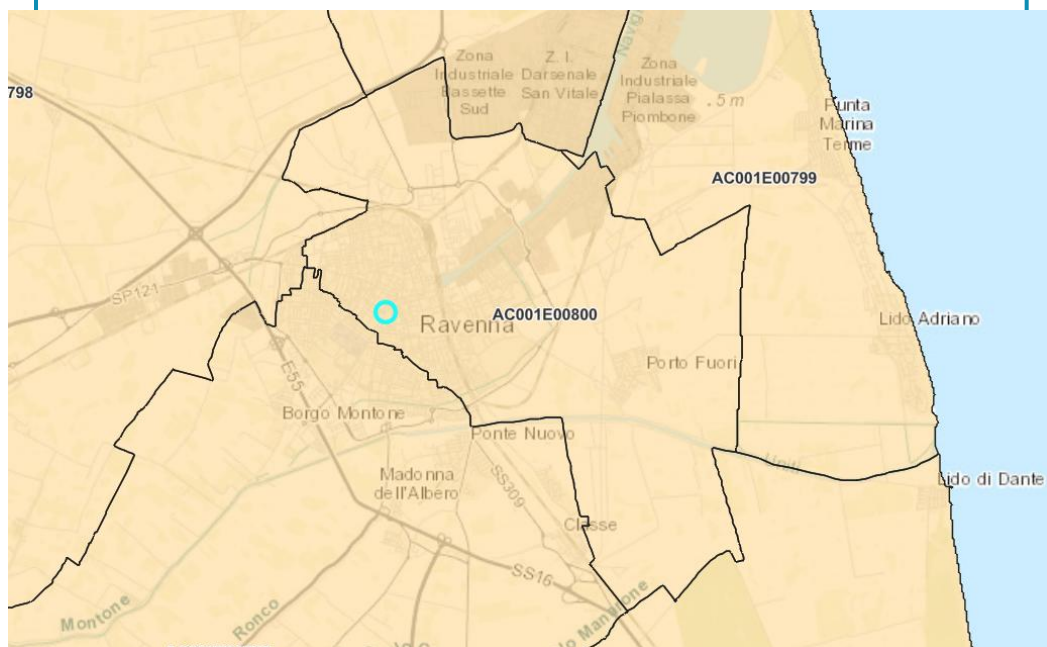 Zona
Industriale
Bassette
Sud
Z. I.
Darsenale
San Vitale
Zona
Industriale
Pialassa
Piombone
.5 m
Punta
Marina
Terme
798
AC001E00799
SP121
Ravenna
AC001E00800
Lido Adriano
Porto Fuori
E55
Borgo Montone
Ponte Nuovo
Uniti
Madonna
dell'Albero
SS309
Lido di Dante
Classe
SS16
Montone
Ronco